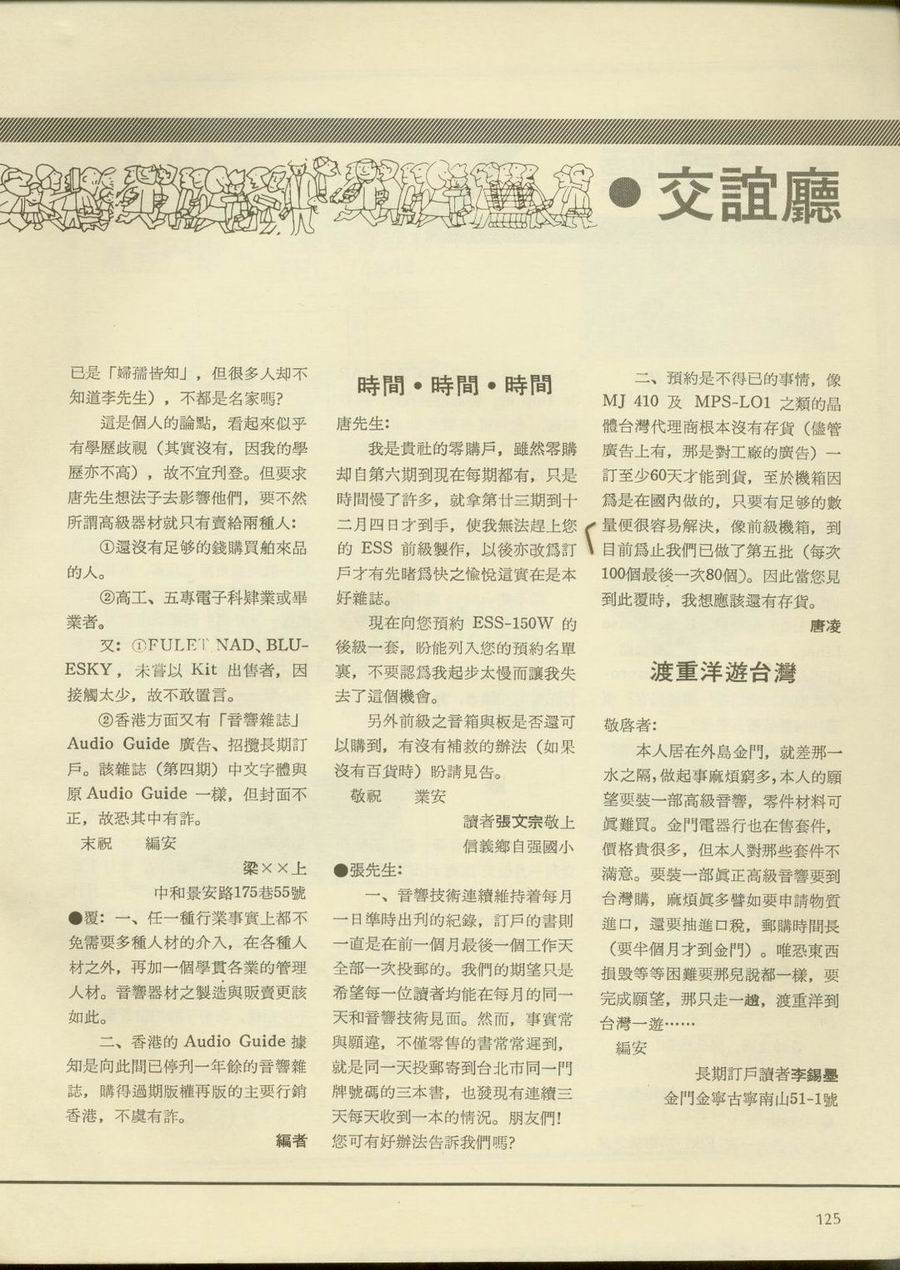 ●交誼廳
已是「婦孺皆知」，但很多人却不
知道李先生），不都是名家嗎?
這是個人的論點，看起來似乎
有學歷歧視（其實沒有，因我的學
歷亦不高），故不宜刋登。但要求
唐先生想法子去影響他們，要不然
所謂高級器材就只有賣給兩種人:
①還沒有足够的錢購買舶來品
的人。
②高工、五專電子科肄業或畢
業者。
又: ①FULET NAD、BLU-
ESKY，未嘗以 Kit 出售者，因
接觸太少，故不敢置言。
②香港方面又有「音響雜誌」
Audio Guide 廣告、招攬長期訂
戶。該雜誌（第四期）中文字體與
原 Audio Guide 一樣，但封面不
正，故恐其中有詐。
末祝　　編安
梁××上
中和景安路175巷55號
●覆: 一、任一種行業事實上都不
免需要多種人材的介入，在各種人
材之外，再加一個學貫各業的管理
人材。音響器材之製造與販賣更該
如此。
二、香港的 Audio Guide 據
知是向此間已停刋一年餘的音響雜
誌，購得過期版權再版的主要行銷
香港，不虞有詐。
編者
時間・時間・時間
唐先生:
我是貴社的零購戶，雖然零購
却自第六期到現在每期都有，只是
時間慢了許多，就拿第廿三期到十
二月四日才到手，使我無法趕上您
的 ESS 前級製作，以後亦改爲訂
戶才有先睹爲快之愉悅這實在是本
好雜誌。
現在向您預約 ESS-150W 的
後級一套，盼能列入您的預約名單
裏，不要認爲我起步太慢而讓我失
去了這個機會。
另外前級之音箱與板是否還可
以購到，有沒有補救的辦法（如果
沒有百貨時）盼請見告。
敬祝　　業安
讀者張文宗敬上
信義鄉自强國小
●張先生:
一、音響技術連續維持着每月
一日準時出刋的紀錄，訂戶的書則
一直是在前一個月最後一個工作天
全部一次投郵的。我們的期望只是
希望每一位讀者均能在每月的同一
天和音響技術見面。然而，事實常
與願違，不僅零售的書常常遲到，
就是同一天投郵寄到台北市同一門
牌號碼的三本書，也發現有連續三
天每天收到一本的情況。朋友們!
您可有好辦法告訴我們嗎?
二、預約是不得已的事情，像
MJ 410 及 MPS-LO1 之類的晶
體台灣代理商根本沒有存貨（儘管
廣告上有，那是對工廠的廣告）一
訂至少60天才能到貨，至於機箱因
爲是在國內做的，只要有足够的數
量便很容易解決，像前級機箱，到
目前爲止我們已做了第五批（每次
100個最後一次80個)。因此當您見
到此覆時，我想應該還有存貨。
唐凌
渡重洋遊台灣
敬啓者:
本人居在外島金門，就差那一
水之隔,做起事麻煩窮多,本人的願
望要裝一部高級音響，零件材料可
眞難買。金門電器行也在售套件，
價格貴很多，但本人對那些套件不
滿意。要裝一部眞正高級音響要到
台灣購，麻煩眞多譬如要申請物質
進口，還要抽進口稅，郵購時間長
（要半個月才到金門）。唯恐東西
損毀等等困難要那兒說都一樣，要
完成願望，那只走一趟，渡重洋到
台灣一遊……
編安
長期訂戶讀者李錫墨
金門金寧古寧南山51-1號
125